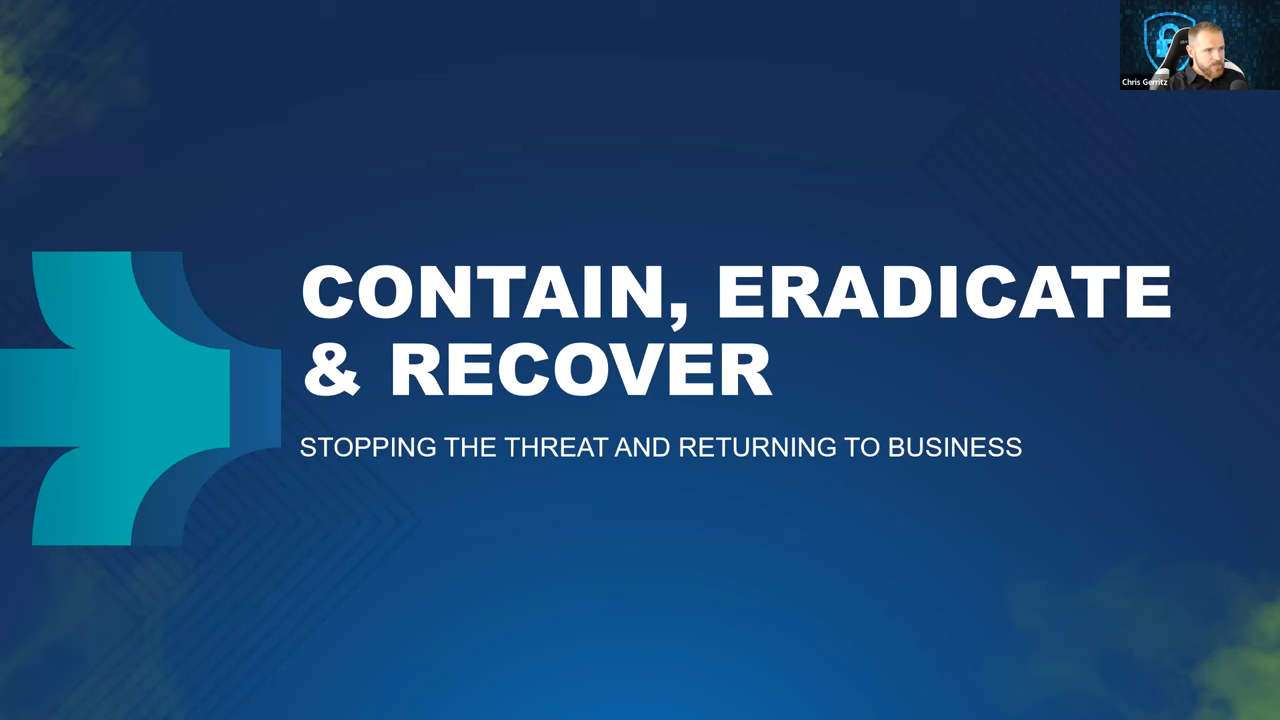 Chris Gerritz
CONTAIN, ERADICATE
& RECOVER
STOPPING THE THREAT AND RETURNING TO BUSINESS